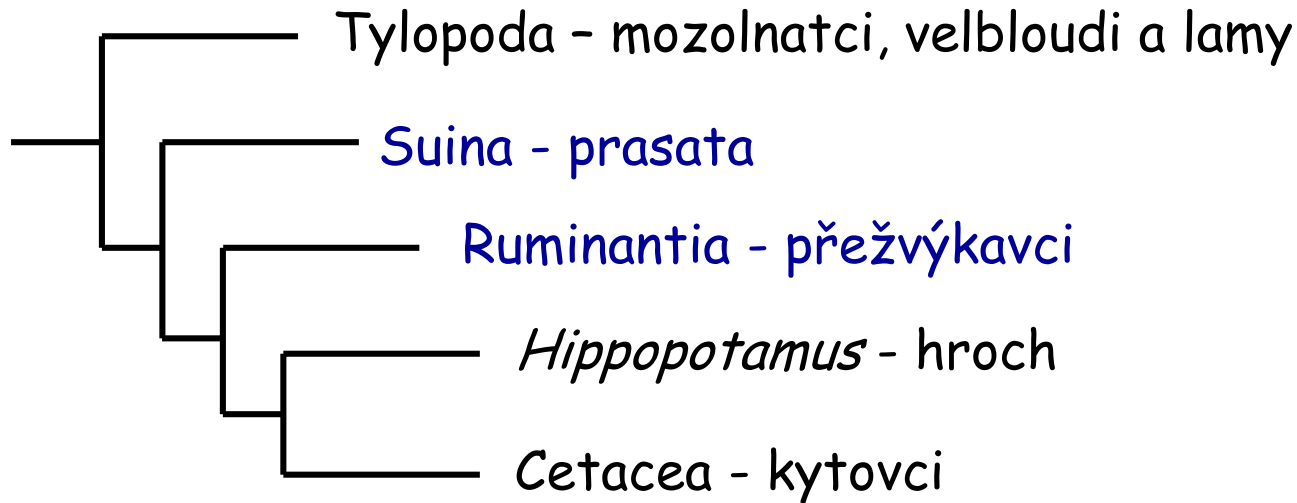 Tylopoda – mozolnatci, velbloudi a lamy
Suina - prasata
Ruminantia - přežvýkavci
Hippopotamus - hroch
Cetacea - kytovci